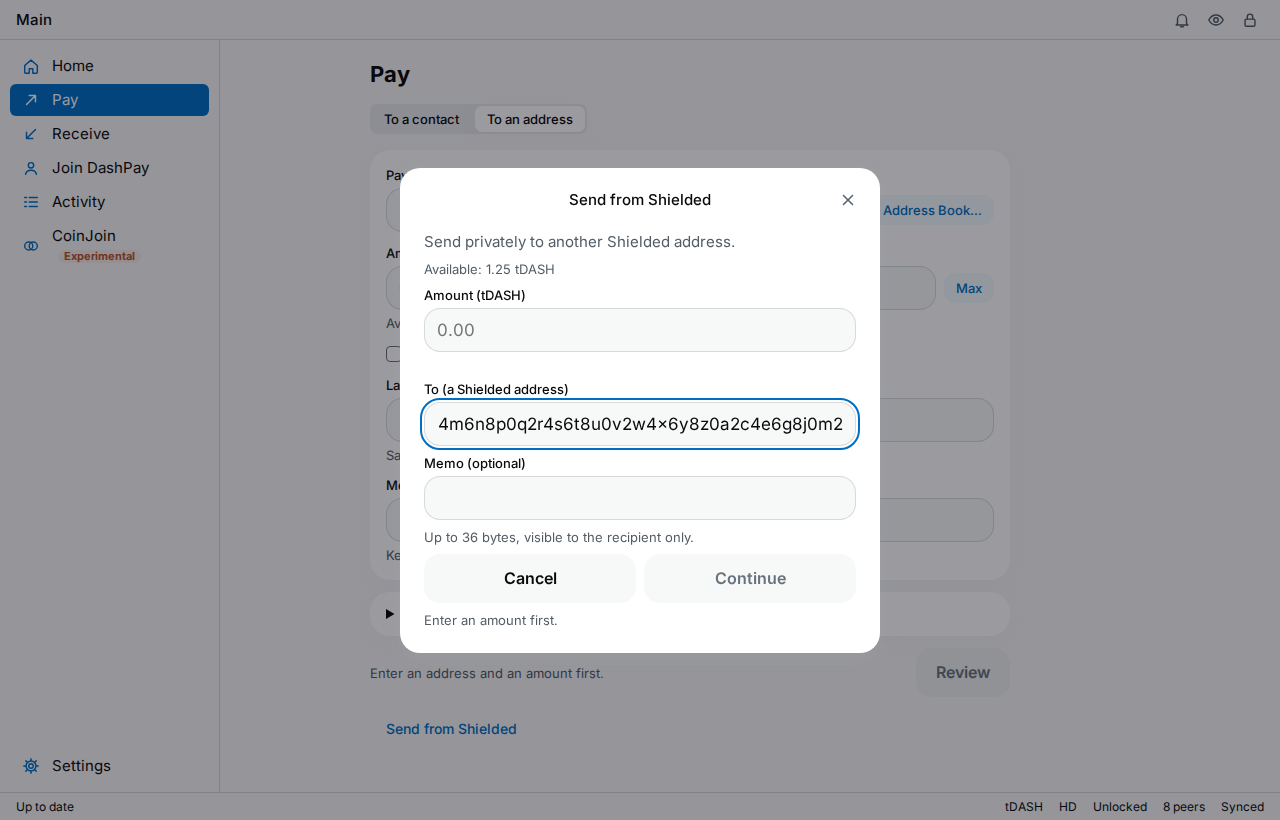 Main
Home
Pay
Receive
Join DashPay
Activity
CoinJoin
Experimental
Settings
Pay
To a contact
To an address
Address Book...
Max
Send from Shielded
Send privately to another Shielded address.
Available: 1.25 tDASH
Amount (tDASH)
0.00
To (a Shielded address)
4m6n8p0q2r4s6t8u0v2w4x6y8z0a2c4e6g8j0m2
Memo (optional)
Up to 36 bytes, visible to the recipient only.
Cancel
Continue
Enter an amount first.
Enter an address and an amount first.
Review
Send from Shielded
Up to date
tDASH
HD
Unlocked
8 peers
Synced